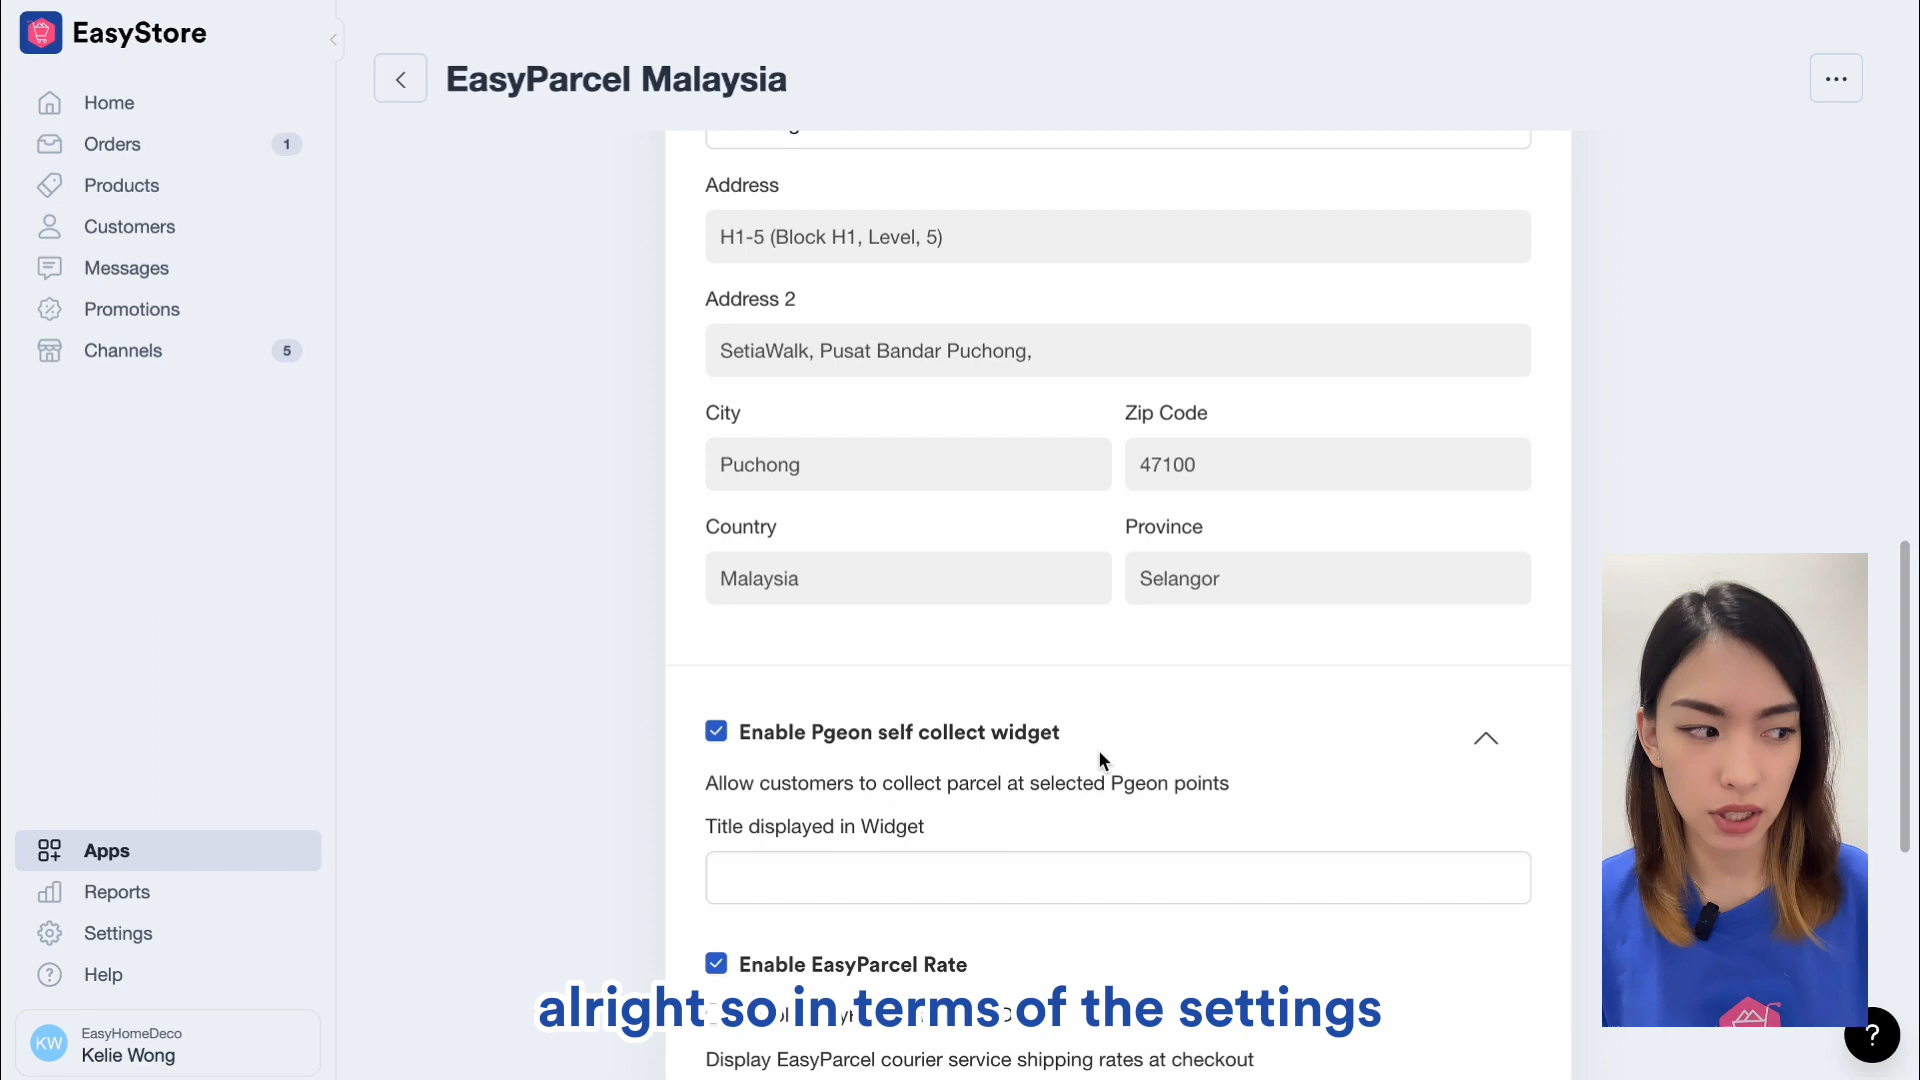 EasyStore
EasyParcel Malaysia
Home
Orders 1
Products
Customers
Messages
Promotions
Channels 5
Apps
Reports
Settings
Help
KW
EasyHomeDeco
Kelie Wong
Address
H1-5 (Block H1, Level, 5)
Address 2
SetiaWalk, Pusat Bandar Puchong,
City Zip Code
Puchong 47100
Country Province
Malaysia Selangor
Enable Pgeon self collect widget
Allow customers to collect parcel at selected Pgeon points
Title displayed in Widget
Enable EasyParcel Rate
alright so in terms of the settings
Display EasyParcel courier service shipping rates at checkout
?